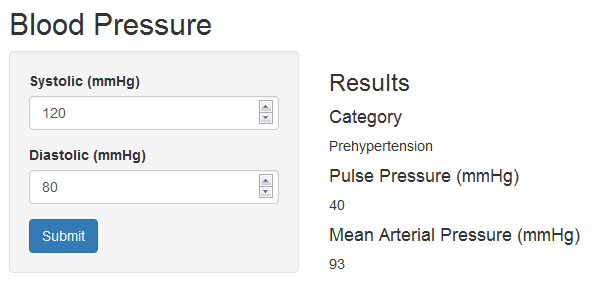 Blood Pressure
Systolic (mmHg)
120
Diastolic (mmHg)
80
Submit
Results
Category
Prehypertension
Pulse Pressure (mmHg)
40
Mean Arterial Pressure (mmHg)
93